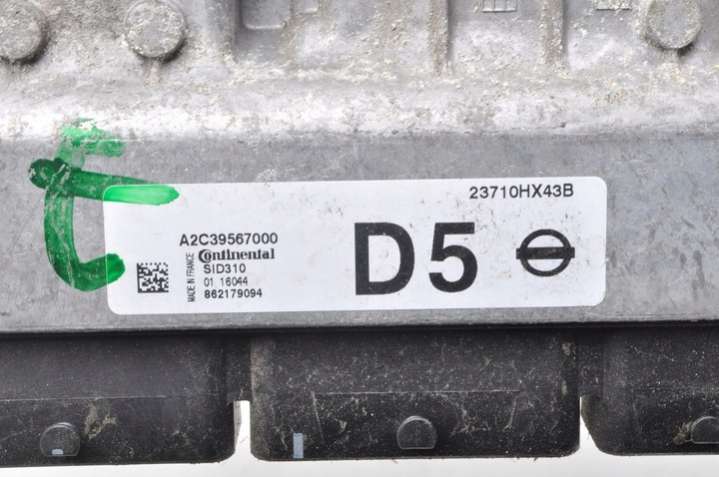 23710HX43B
A2C39567000
MADE IN FRANCE
Continental
SID310
01 16044
862179094
D5